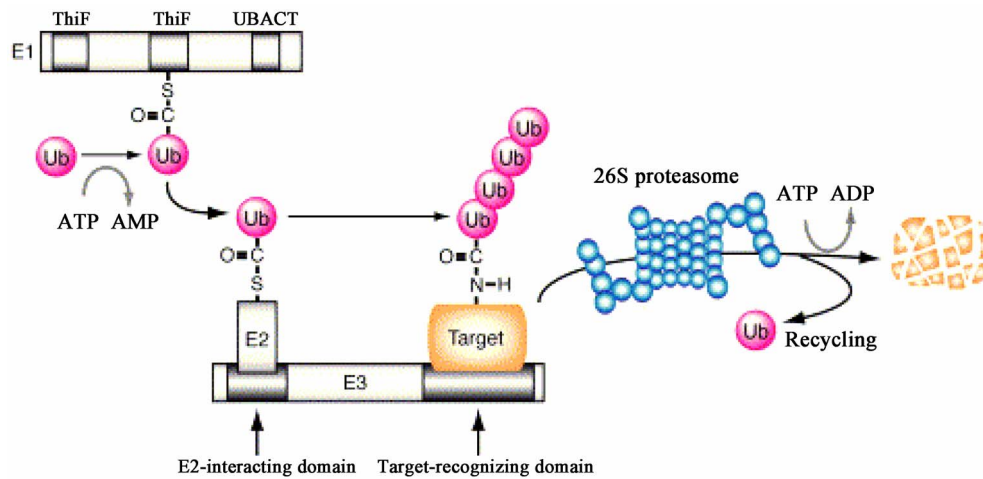 ThiF ThiF UBACT
E1
S
O=C
Ub Ub
ATP AMP
Ub
O=C
S
E2
Ub
Ub
Ub
Ub
O=C
N-H
Target
E3
E2-interacting domain Target-recognizing domain
26S proteasome
ATP ADP
Ub Recycling